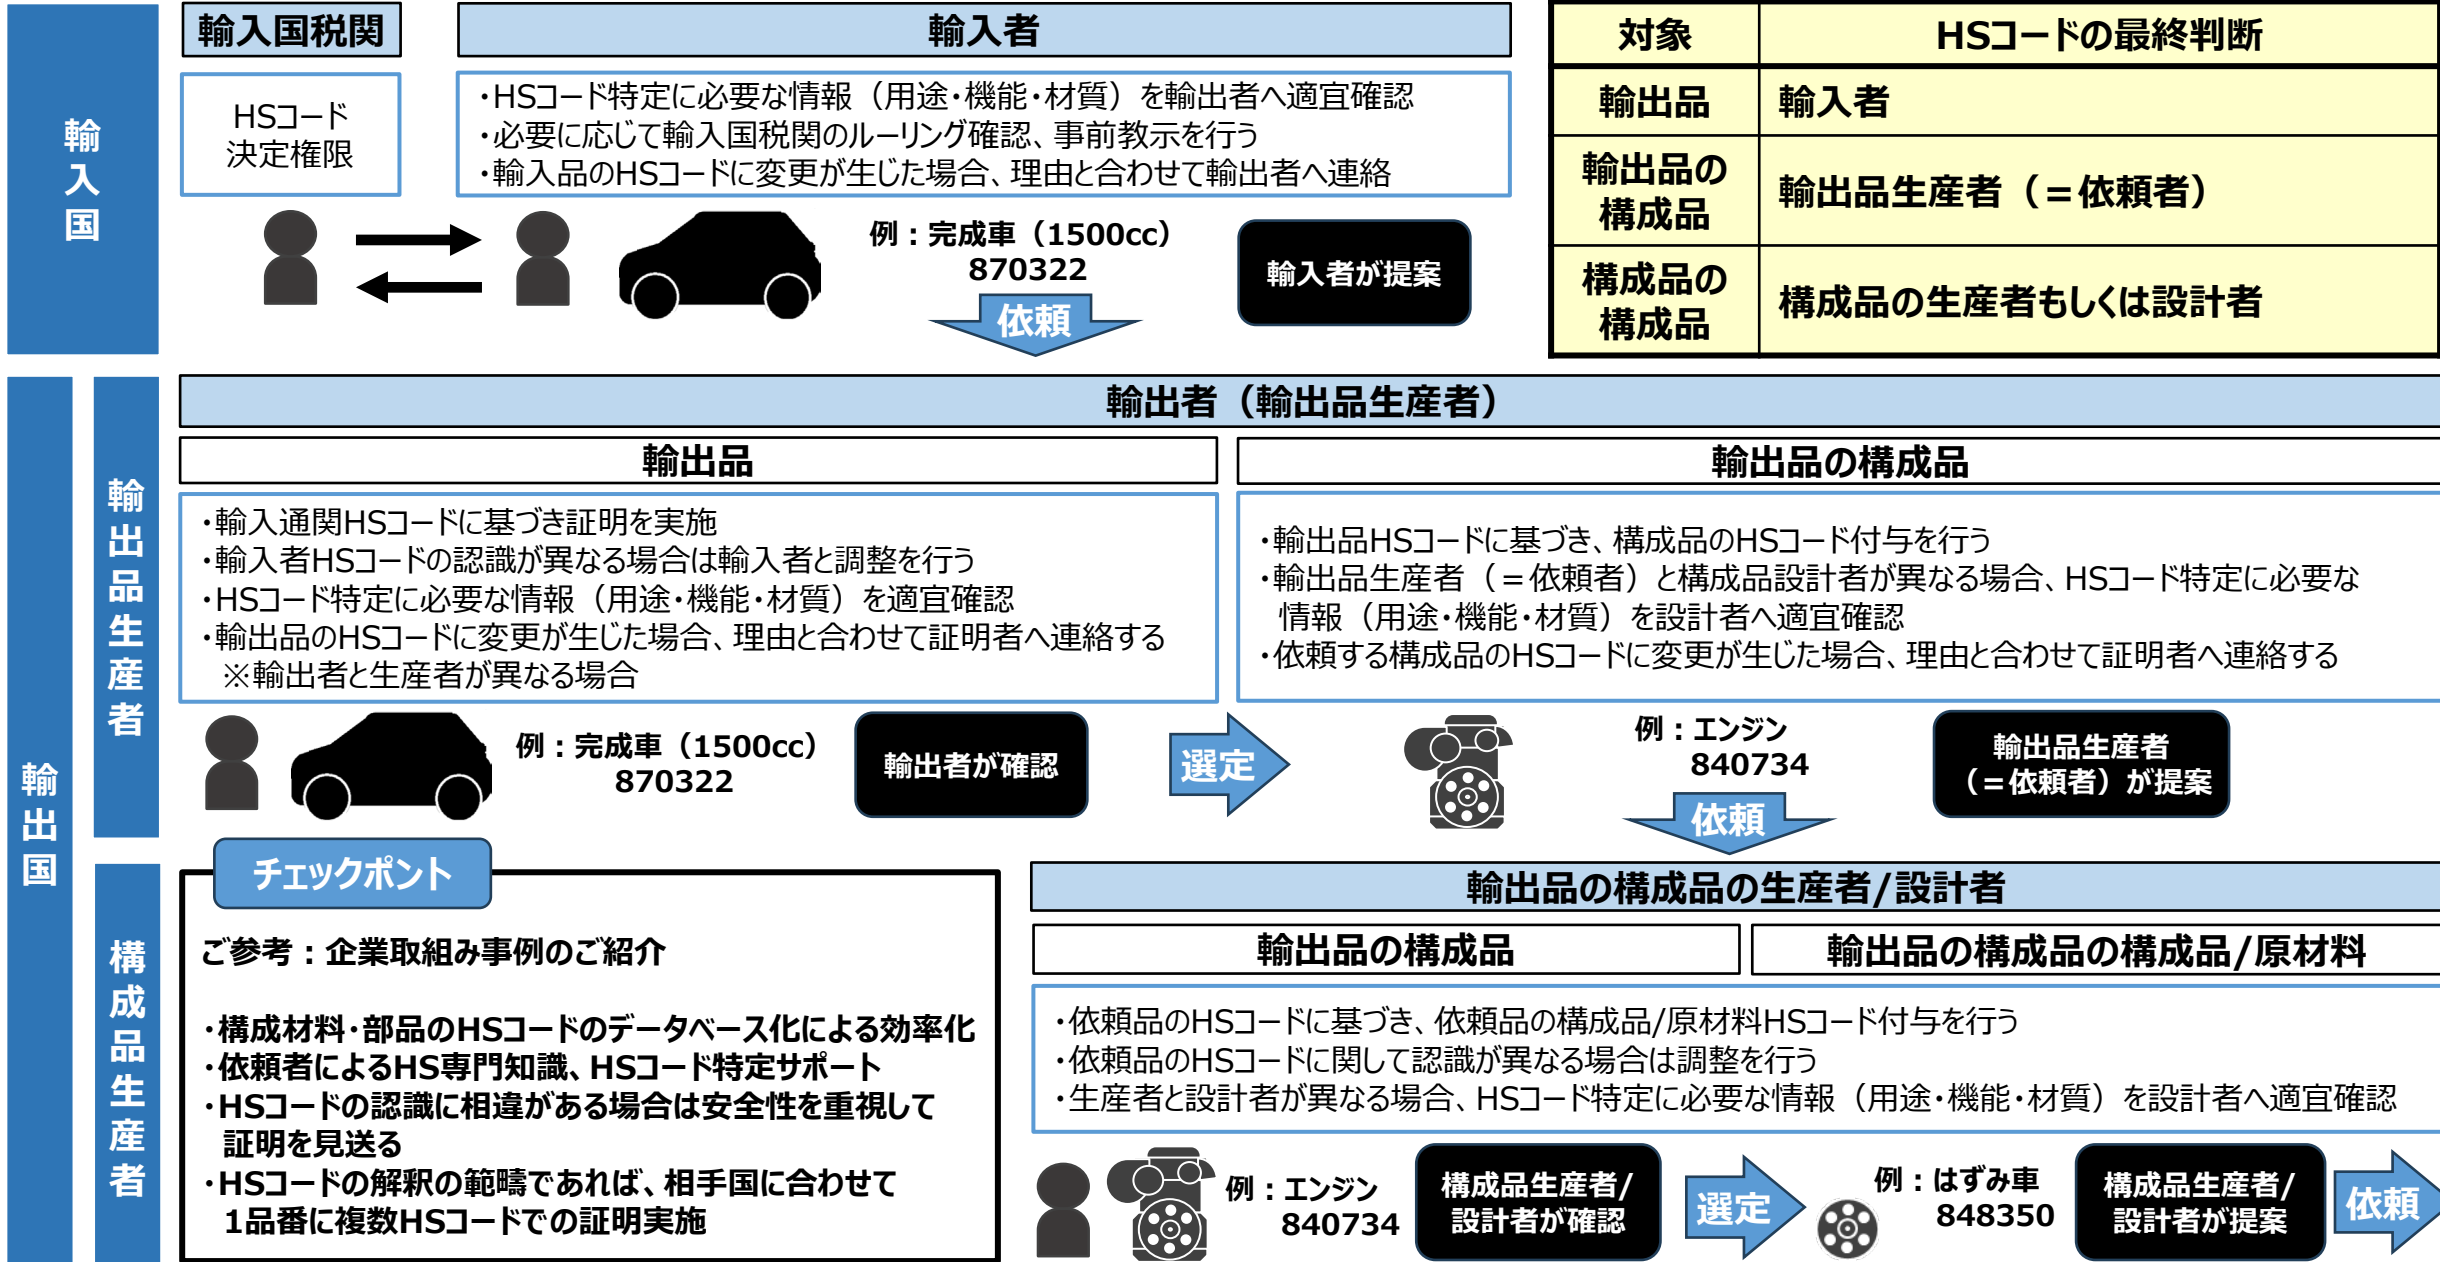 輸入国
輸入国税関
HSコード
決定権限
輸入者
・HSコード特定に必要な情報（用途・機能・材質）を輸出者へ適宜確認
・必要に応じて輸入国税関のルーリング確認、事前教示を行う
・輸入品のHSコードに変更が生じた場合、理由と合わせて輸出者へ連絡
例：完成車（1500cc）
870322
依頼
輸入者が提案
対象 HSコードの最終判断
輸出品 輸入者
輸出品の
構成品
輸出品生産者（＝依頼者）
構成品の
構成品
構成品の生産者もしくは設計者
輸出国
輸出品生産者
輸出者（輸出品生産者）
輸出品
・輸入通関HSコードに基づき証明を実施
・輸入者HSコードの認識が異なる場合は輸入者と調整を行う
・HSコード特定に必要な情報（用途・機能・材質）を適宜確認
・輸出品のHSコードに変更が生じた場合、理由と合わせて証明者へ連絡する
※輸出者と生産者が異なる場合
例：完成車（1500cc）
870322
輸出者が確認
選定
輸出品の構成品
・輸出品HSコードに基づき、構成品のHSコード付与を行う
・輸出品生産者（＝依頼者）と構成品設計者が異なる場合、HSコード特定に必要な
情報（用途・機能・材質）を設計者へ適宜確認
・依頼する構成品のHSコードに変更が生じた場合、理由と合わせて証明者へ連絡する
例：エンジン
840734
依頼
輸出品生産者
（＝依頼者）が提案
構成品生産者
チェックポント
ご参考：企業取組み事例のご紹介
・構成材料・部品のHSコードのデータベース化による効率化
・依頼者によるHS専門知識、HSコード特定サポート
・HSコードの認識に相違がある場合は安全性を重視して
証明を見送る
・HSコードの解釈の範疇であれば、相手国に合わせて
1品番に複数HSコードでの証明実施
輸出品の構成品の生産者/設計者
輸出品の構成品
輸出品の構成品の構成品/原材料
・依頼品のHSコードに基づき、依頼品の構成品/原材料HSコード付与を行う
・依頼品のHSコードに関して認識が異なる場合は調整を行う
・生産者と設計者が異なる場合、HSコード特定に必要な情報（用途・機能・材質）を設計者へ適宜確認
例：エンジン
840734
構成品生産者/
設計者が確認
選定
例：はずみ車
848350
構成品生産者/
設計者が提案
依頼